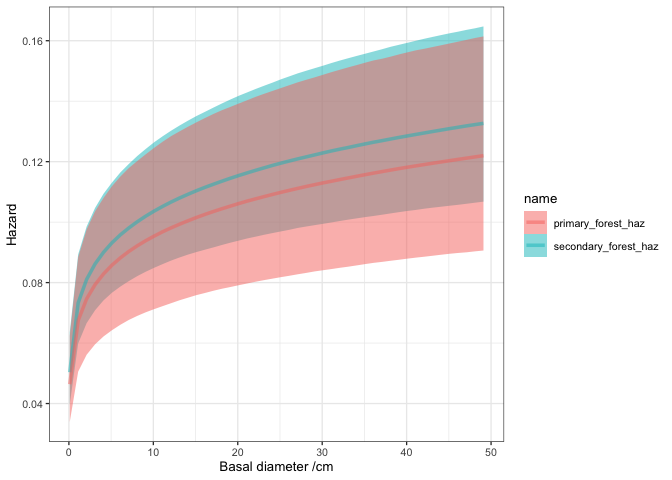 0.16
0.12
0.08
0.04
Hazard
0
10
20
30
40
50
Basal diameter /cm
name
primary_forest_haz
secondary_forest_haz